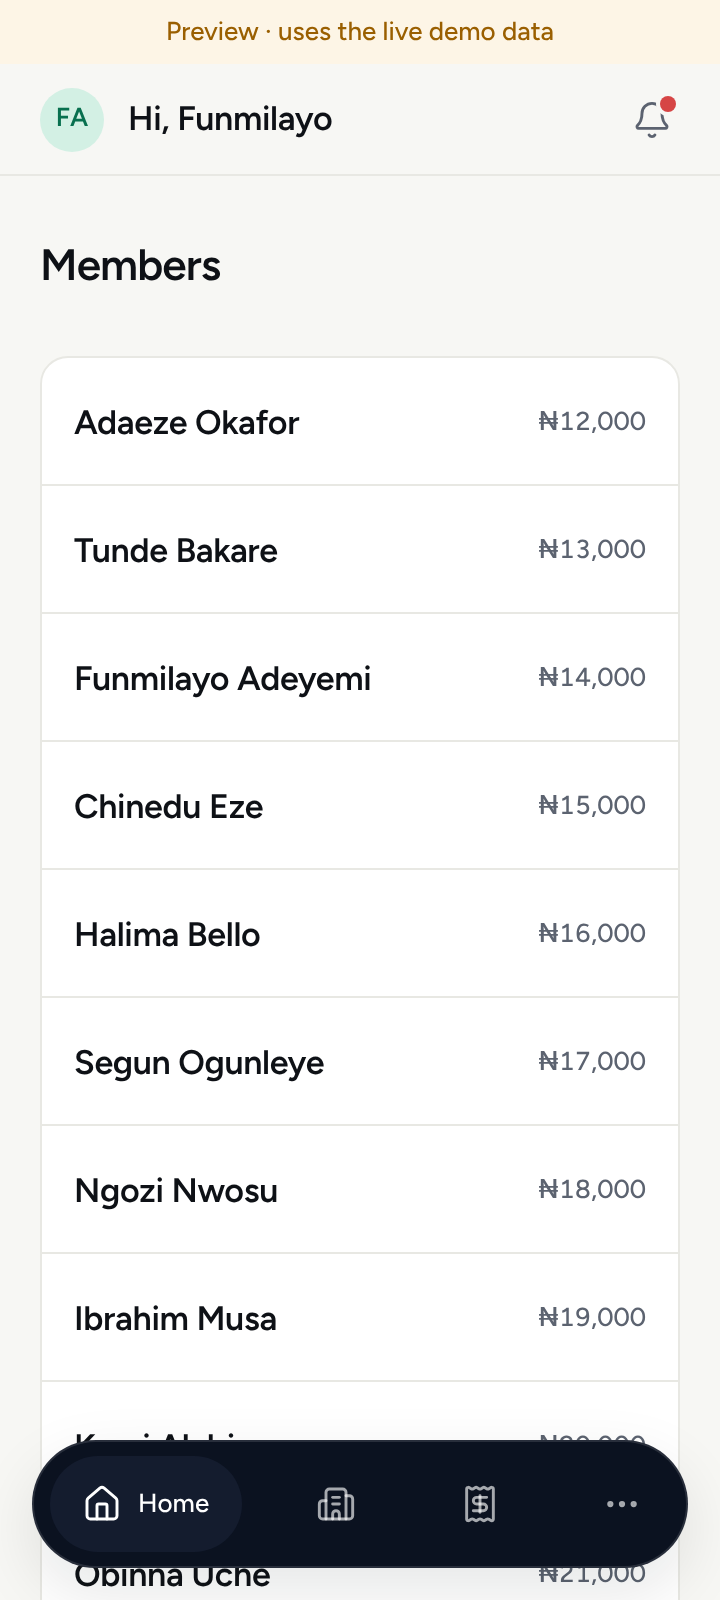 Preview · uses the live demo data
FA
Hi, Funmilayo
Members
Adaeze Okafor ₦12,000
Tunde Bakare ₦13,000
Funmilayo Adeyemi ₦14,000
Chinedu Eze ₦15,000
Halima Bello ₦16,000
Segun Ogunleye ₦17,000
Ngozi Nwosu ₦18,000
Ibrahim Musa ₦19,000
Home
Obinna Uche ₦21,000